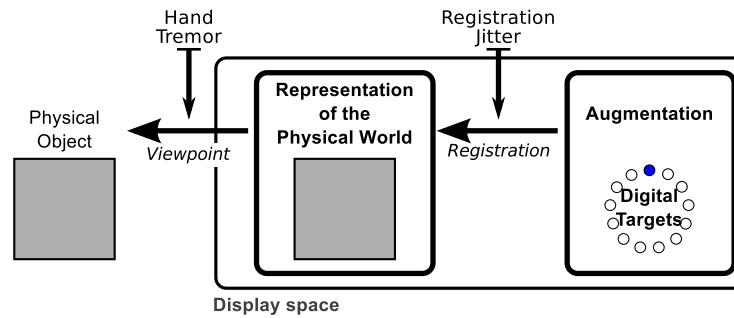 Hand
Tremor
Registration
Jitter
Physical
Object
Viewpoint
Representation
of the
Physical World
Registration
Augmentation
Digital
Targets
Display space